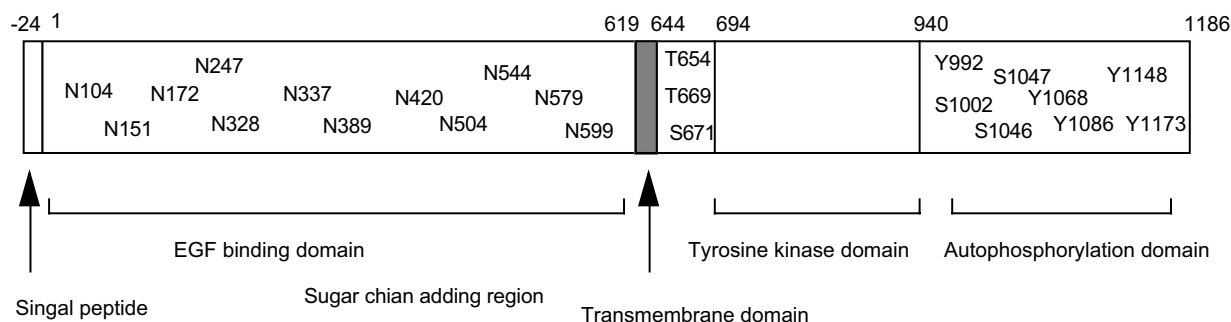 -24 1 619 644 694 940 1186
N104 N172 N247 N337 N420 N544 N579
N151 N328 N389 N504 N599
T654
T669
S671
Y992 S1047 Y1148
S1002 Y1068
S1046 Y1086 Y1173
EGF binding domain Tyrosine kinase domain Autophosphorylation domain
Singal peptide Sugar chian adding region Transmembrane domain